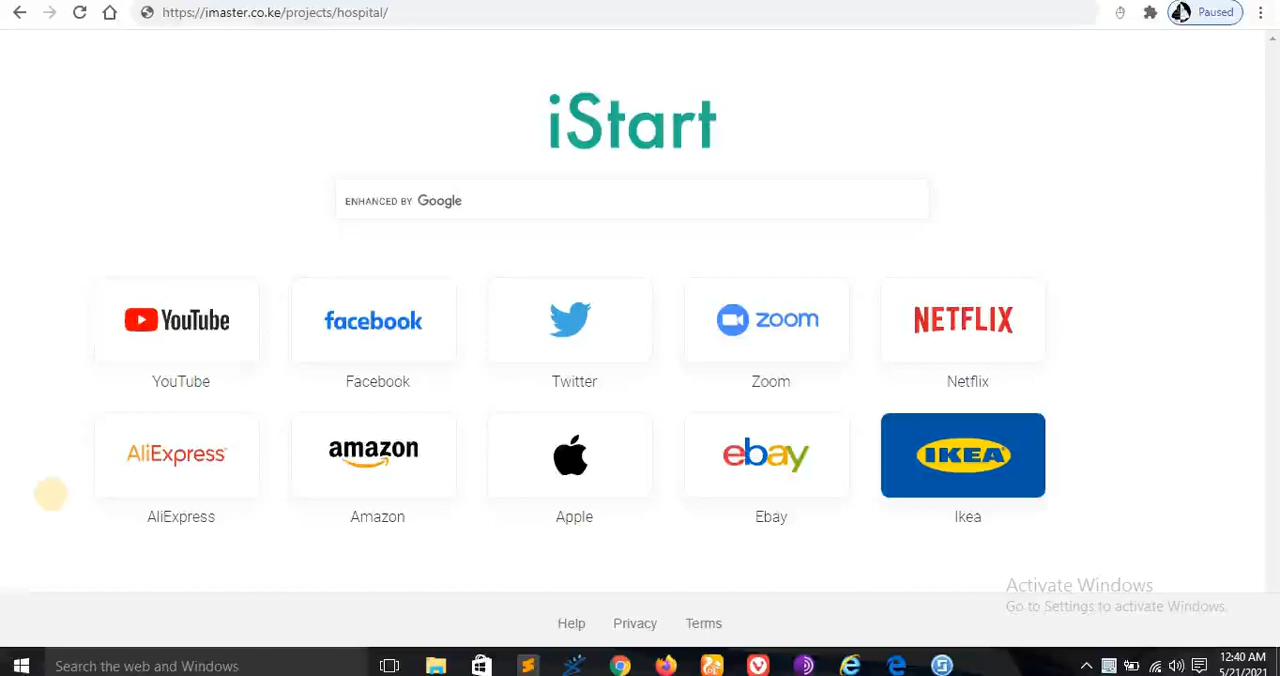 https://imaster.co.ke/projects/hospital/
Paused
iStart
ENHANCED BY Google
YouTube facebook zoom NETFLIX
YouTube Facebook Twitter Zoom Netflix
AliExpress amazon ebay IKEA
AliExpress Amazon Apple Ebay Ikea
Activate Windows
Go to Settings to activate Windows.
Help Privacy Terms
Search the web and Windows
12:40 AM
5/21/2021